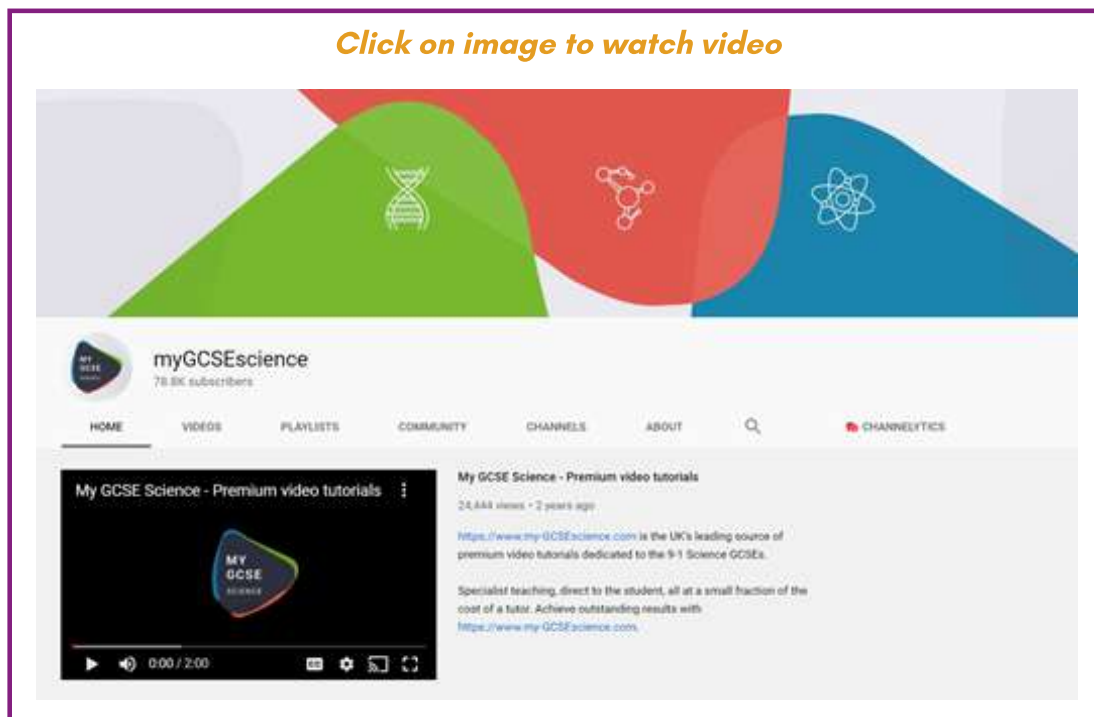 Click on image to watch video
MY
GCSE
SCIENCE
myGCSEscience
78.8K subscribers
HOME VIDEOS PLAYLISTS COMMUNITY CHANNELS ABOUT CHANNELYTICS
My GCSE Science - Premium video tutorials
MY
GCSE
SCIENCE
0:00 / 2:00
My GCSE Science - Premium video tutorials
24,444 views • 2 years ago
https://www.my-GCSEscience.com is the UK's leading source of
premium video tutorials dedicated to the 9-1 Science GCSEs.
Specialist teaching, direct to the student, all at a small fraction of the
cost of a tutor. Achieve outstanding results with
https://www.my-GCSEscience.com.